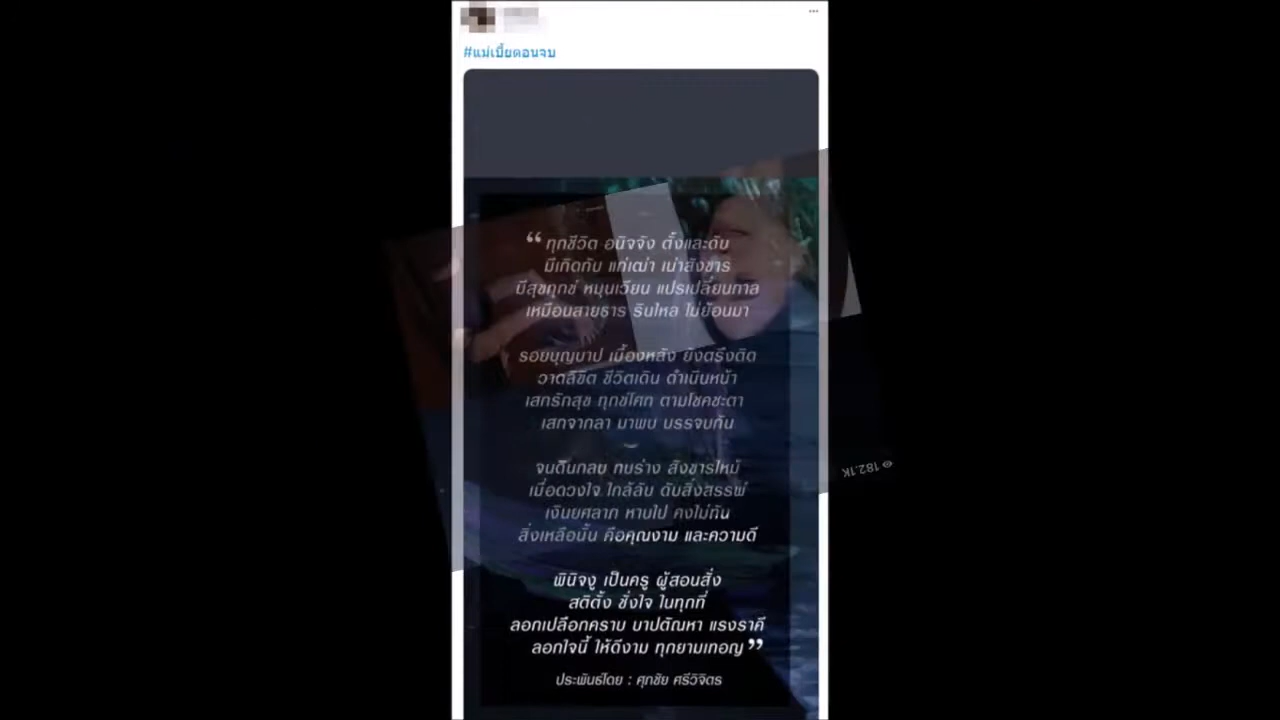 #แม่เบี้ยตอนจบ
“ ทุกชีวิต อนิจจัง ตั้งและดับ
มีเกิดกับ แก่เฒ่า เน่าสังขาร
มีสุขทุกข์ หมุนเวียน แปรเปลี่ยนกาล
เหมือนสายธาร รินไหล ไม่ย้อนมา
รอยบุญบาป เบื้องหลัง ยังตรึงติด
วาดลิขิต ชีวิตเดิน ดำเนินหน้า
เสกรักสุข ทุกข์โศก ตามโชคชะตา
เสกจากลา มาพบ บรรจบกัน
จนดินกลบ ทบร่าง สังขารไหม้
เมื่อดวงใจ ใกล้ลับ ดับสิ่งสรรพ์
เงินยศลาภ หาบไป คงไม่ทัน
สิ่งเหลือนั้น คือคุณงาม และความดี
พินิจงู เป็นครู ผู้สอนสั่ง
สติตั้ง ชั่งใจ ในทุกที่
ลอกเปลือกคราบ บาปตัณหา แรงราคี
ลอกใจนี้ ให้ดีงาม ทุกยามเทอญ ”
ประพันธ์โดย : ศุภชัย ศรีวิจิตร
182.1K